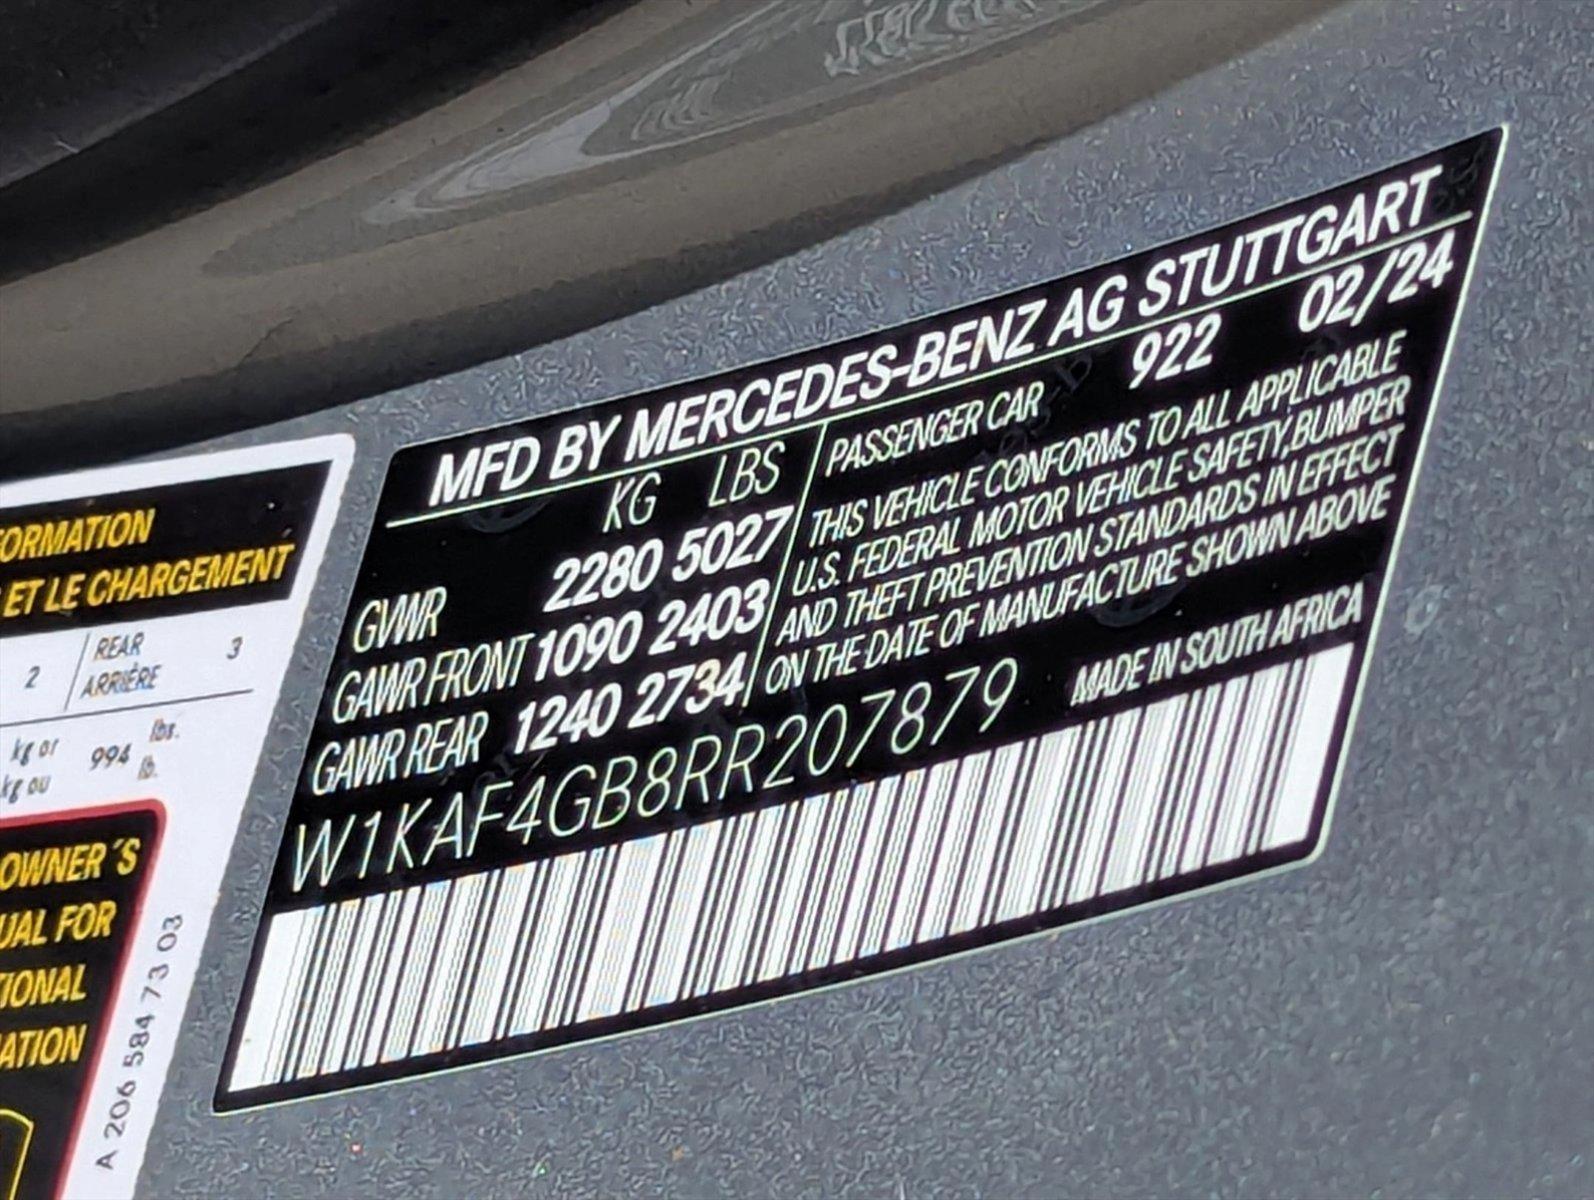 MFD BY MERCEDES-BENZ AG STUTTGART
KG LBS
GVWR 2280 5027
GAWR FRONT 1090 2403
GAWR REAR 1240 2734
PASSENGER CAR 922 02/24
THIS VEHICLE CONFORMS TO ALL APPLICABLE
U.S. FEDERAL MOTOR VEHICLE SAFETY,BUMPER
AND THEFT PREVENTION STANDARDS IN EFFECT
ON THE DATE OF MANUFACTURE SHOWN ABOVE
W1KAF4GB8RR207879 MADE IN SOUTH AFRICA
ORMATION
ET LE CHARGEMENT
2 REAR 3
ARRIÈRE
kg or 994 lbs.
kg ou lb.
OWNER´S
UAL FOR
TIONAL
ATION
A 206 584 73 03